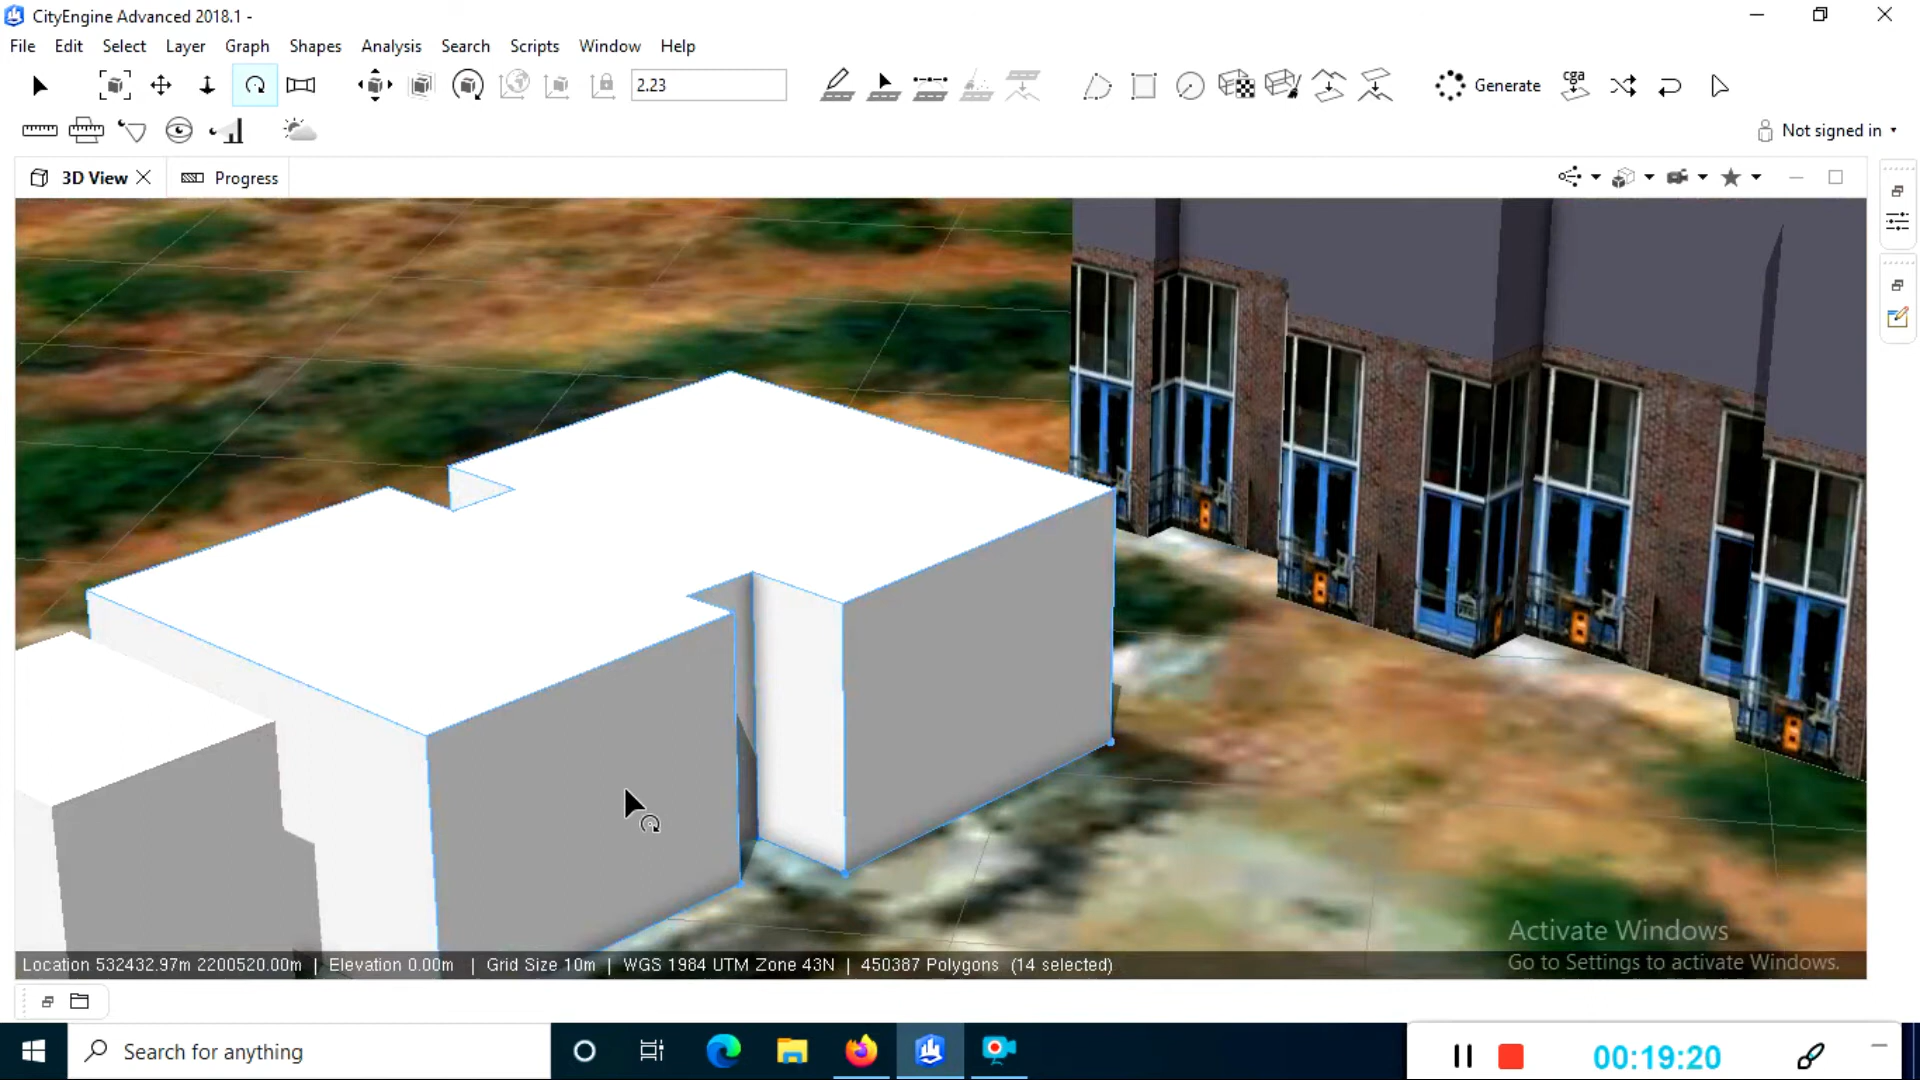 CityEngine Advanced 2018.1 -
File Edit Select Layer Graph Shapes Analysis Search Scripts Window Help
2.23
Generate
cga
Not signed in
3D View
Progress
Activate Windows
Go to Settings to activate Windows.
Location 532432.97m 2200520.00m | Elevation 0.00m | Grid Size 10m | WGS 1984 UTM Zone 43N | 450387 Polygons (14 selected)
Search for anything
00:19:20